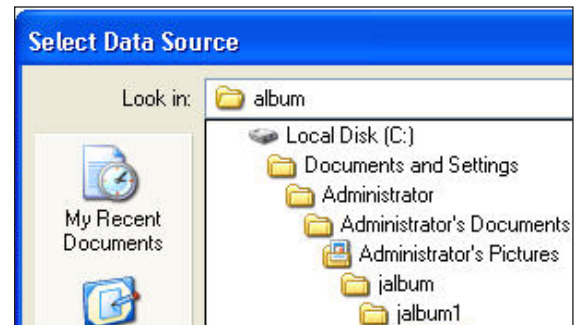 Select Data Source
Look in: album
Local Disk (C:)
Documents and Settings
Administrator
Administrator's Documents
Administrator's Pictures
jalbum
jalbum1
My Recent
Documents